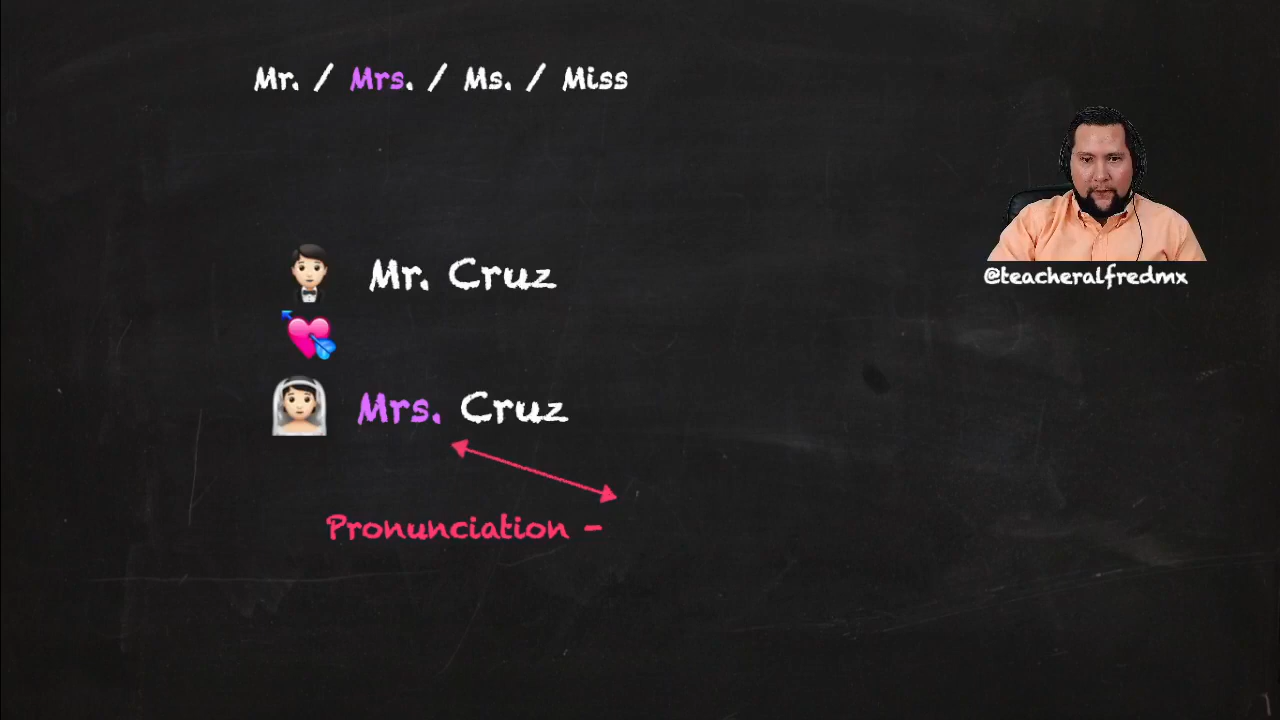 Mr. / Mrs. / Ms. / Miss
Mr. Cruz
@teacheralfredmx
Mrs. Cruz
Pronunciation -